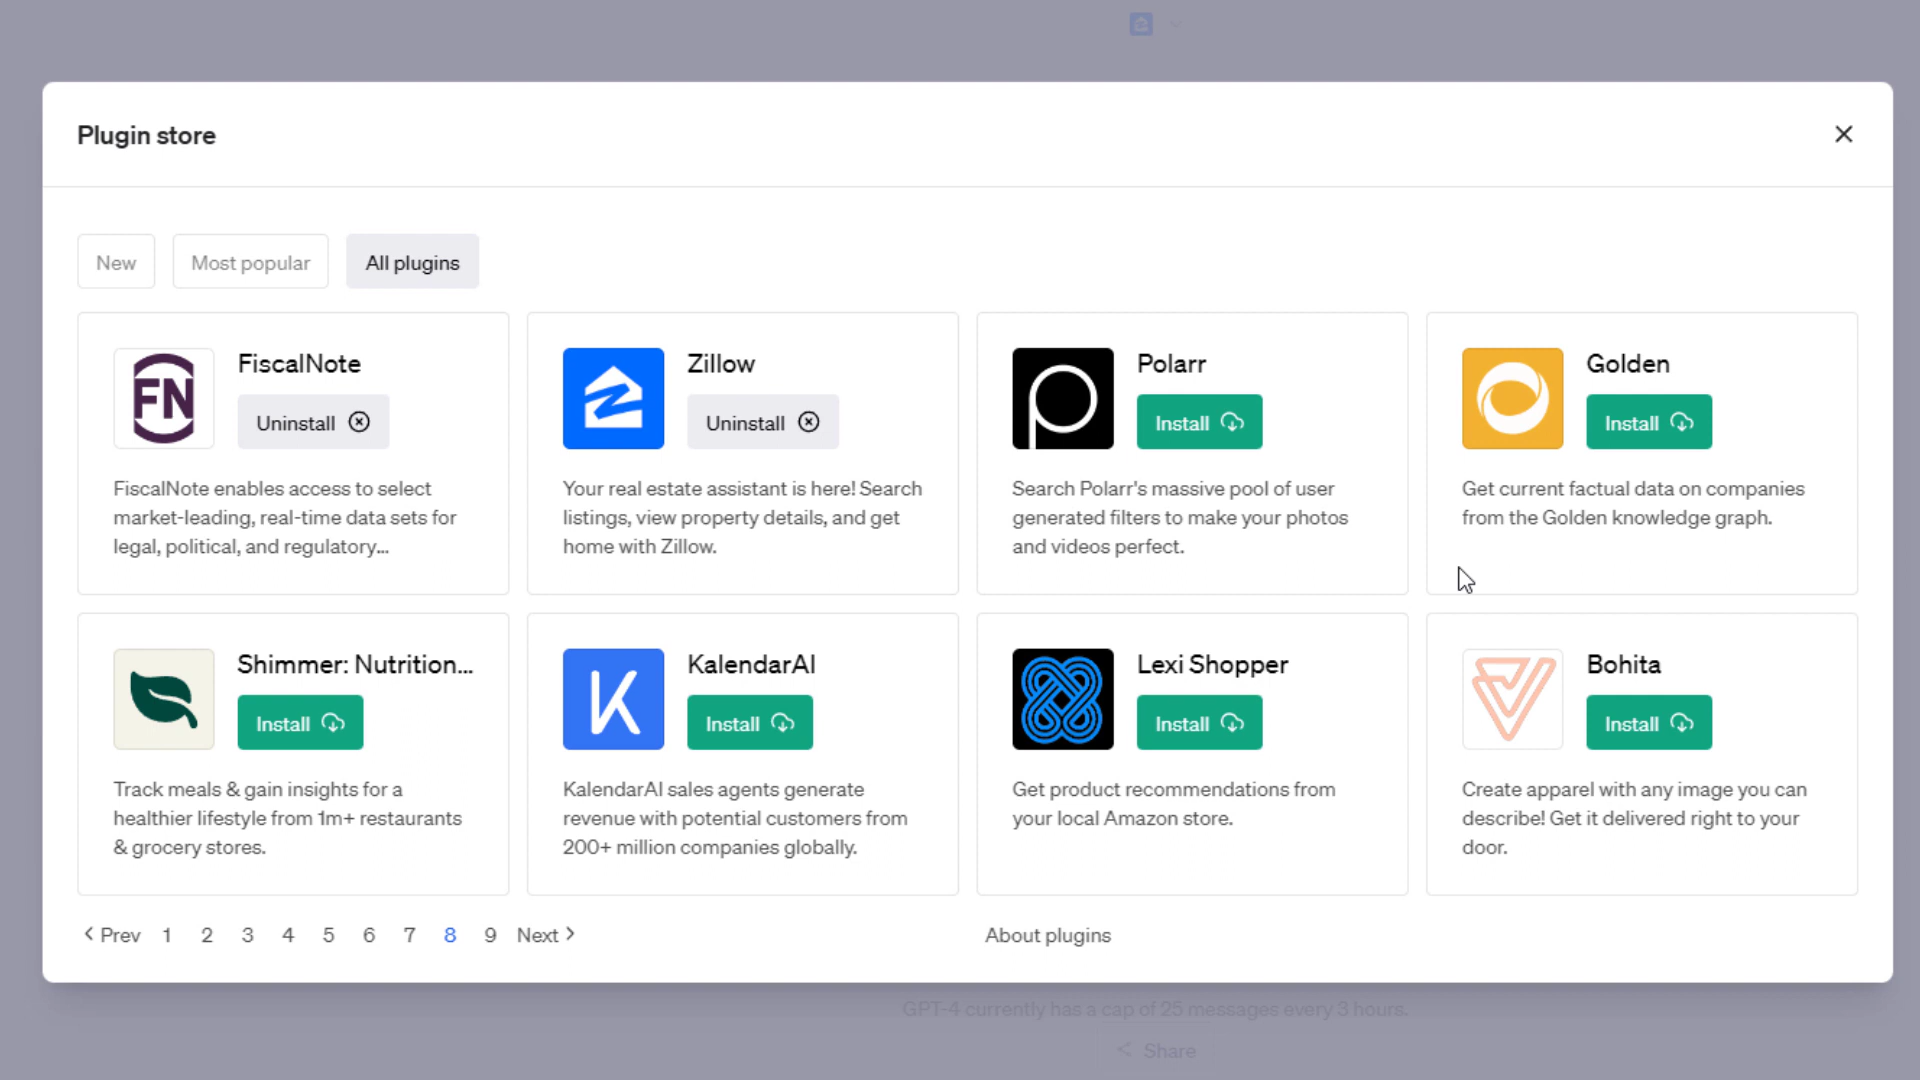 Plugin store
New
Most popular
All plugins
FN
FiscalNote
Uninstall
FiscalNote enables access to select
market-leading, real-time data sets for
legal, political, and regulatory...
Zillow
Uninstall
Your real estate assistant is here! Search
listings, view property details, and get
home with Zillow.
Polarr
Install
Search Polarr's massive pool of user
generated filters to make your photos
and videos perfect.
Golden
Install
Get current factual data on companies
from the Golden knowledge graph.
Shimmer: Nutrition...
Install
Track meals & gain insights for a
healthier lifestyle from 1m+ restaurants
& grocery stores.
K
KalendarAI
Install
KalendarAI sales agents generate
revenue with potential customers from
200+ million companies globally.
Lexi Shopper
Install
Get product recommendations from
your local Amazon store.
Bohita
Install
Create apparel with any image you can
describe! Get it delivered right to your
door.
Prev 1 2 3 4 5 6 7 8 9 Next
About plugins
GPT-4 currently has a cap of 25 messages every 3 hours.
Share